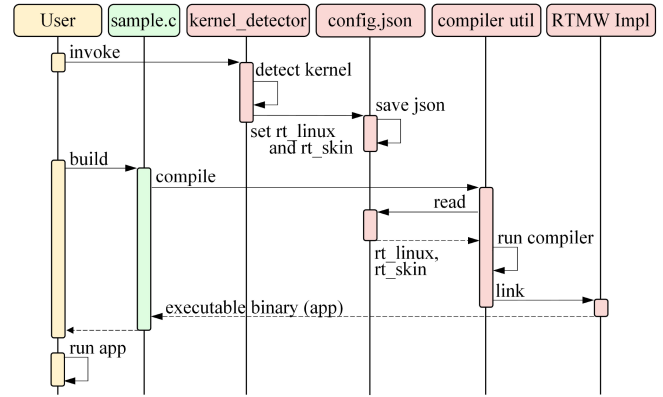 User sample.c kernel_detector config.json compiler util RTMW Impl
invoke
detect kernel
save json
set rt_linux
and rt_skin
build
compile
read
run compiler
rt_linux,
rt_skin
link
executable binary (app)
run app